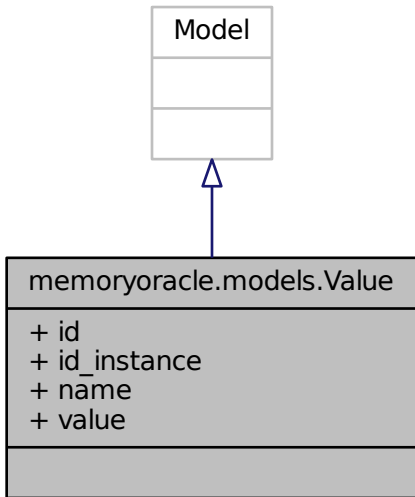 Model
memoryoracle.models.Value
+ id
+ id_instance
+ name
+ value